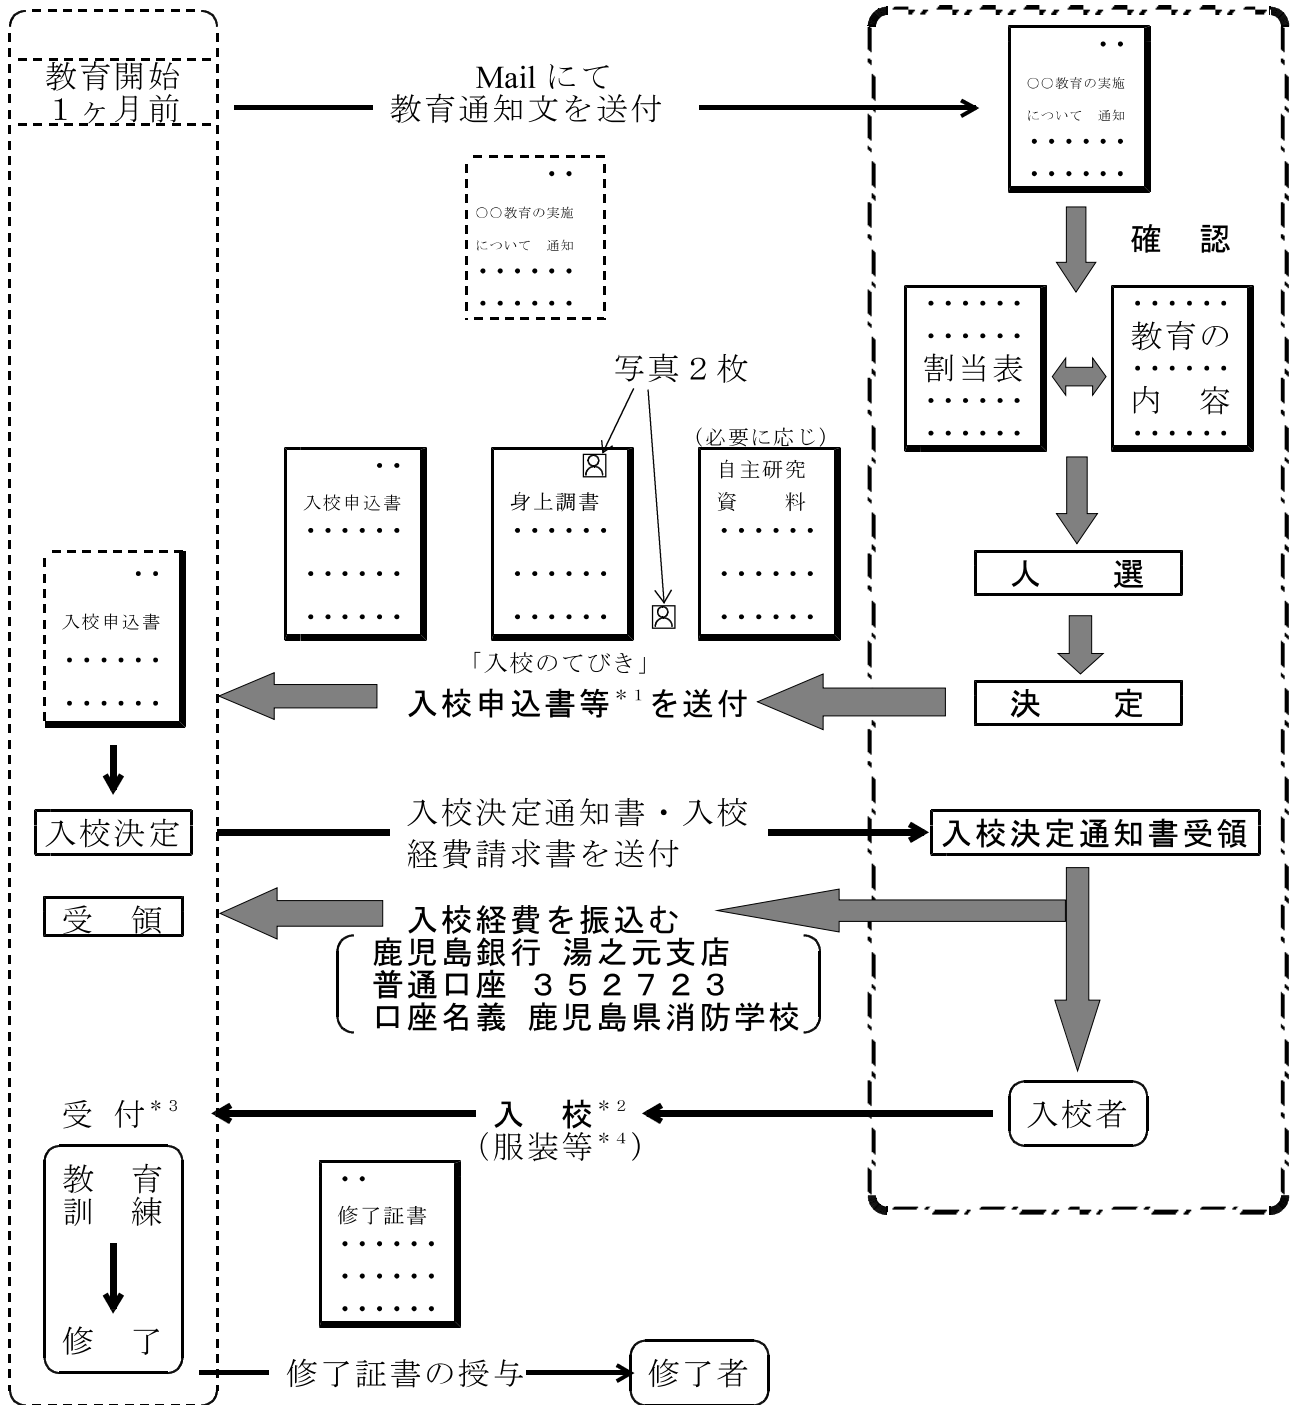 教育開始
１ヶ月前
Mailにて
教育通知文を送付
○○教育の実施
について　通知
○○教育の実施
について　通知
確　認
割当表
教育の
内　容
写真２枚
（必要に応じ）
入校申込書
身上調書
自主研究
資　　料
人　　選
入校申込書
「入校のてびき」
入校申込書等＊１を送付
決　　定
入校決定
入校決定通知書・入校
経費請求書を送付
入校決定通知書受領
受　領
入校経費を振込む
鹿児島銀行　湯之元支店
普通口座　３５２７２３
口座名義　鹿児島県消防学校
受　付＊３
入　校＊２
（服装等＊４）
入校者
教　育
訓　練
修了証書
修　了
修了証書の授与
修了者